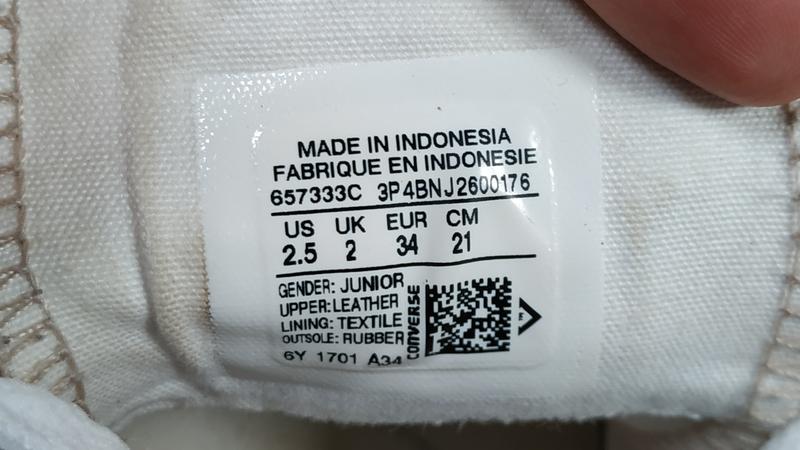 MADE IN INDONESIA
FABRIQUE EN INDONESIE
657333C 3P4BNJ2600176
US UK EUR CM
2.5 2 34 21
GENDER: JUNIOR
UPPER: LEATHER
LINING: TEXTILE
OUTSOLE: RUBBER
6Y 1701 A34
CONVERSE